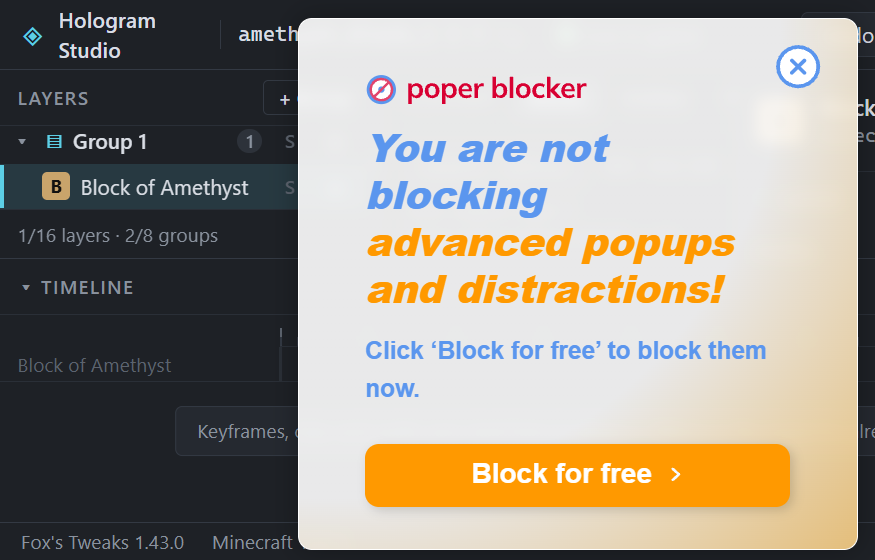 Hologram
Studio
ameth
LAYERS
+
Group 1
1
S
B
Block of Amethyst
S
1/16 layers · 2/8 groups
TIMELINE
Block of Amethyst
Keyframes,
Fox's Tweaks 1.43.0
Minecraft
poper blocker
You are not
blocking
advanced popups
and distractions!
Click ‘Block for free’ to block them
now.
Block for free